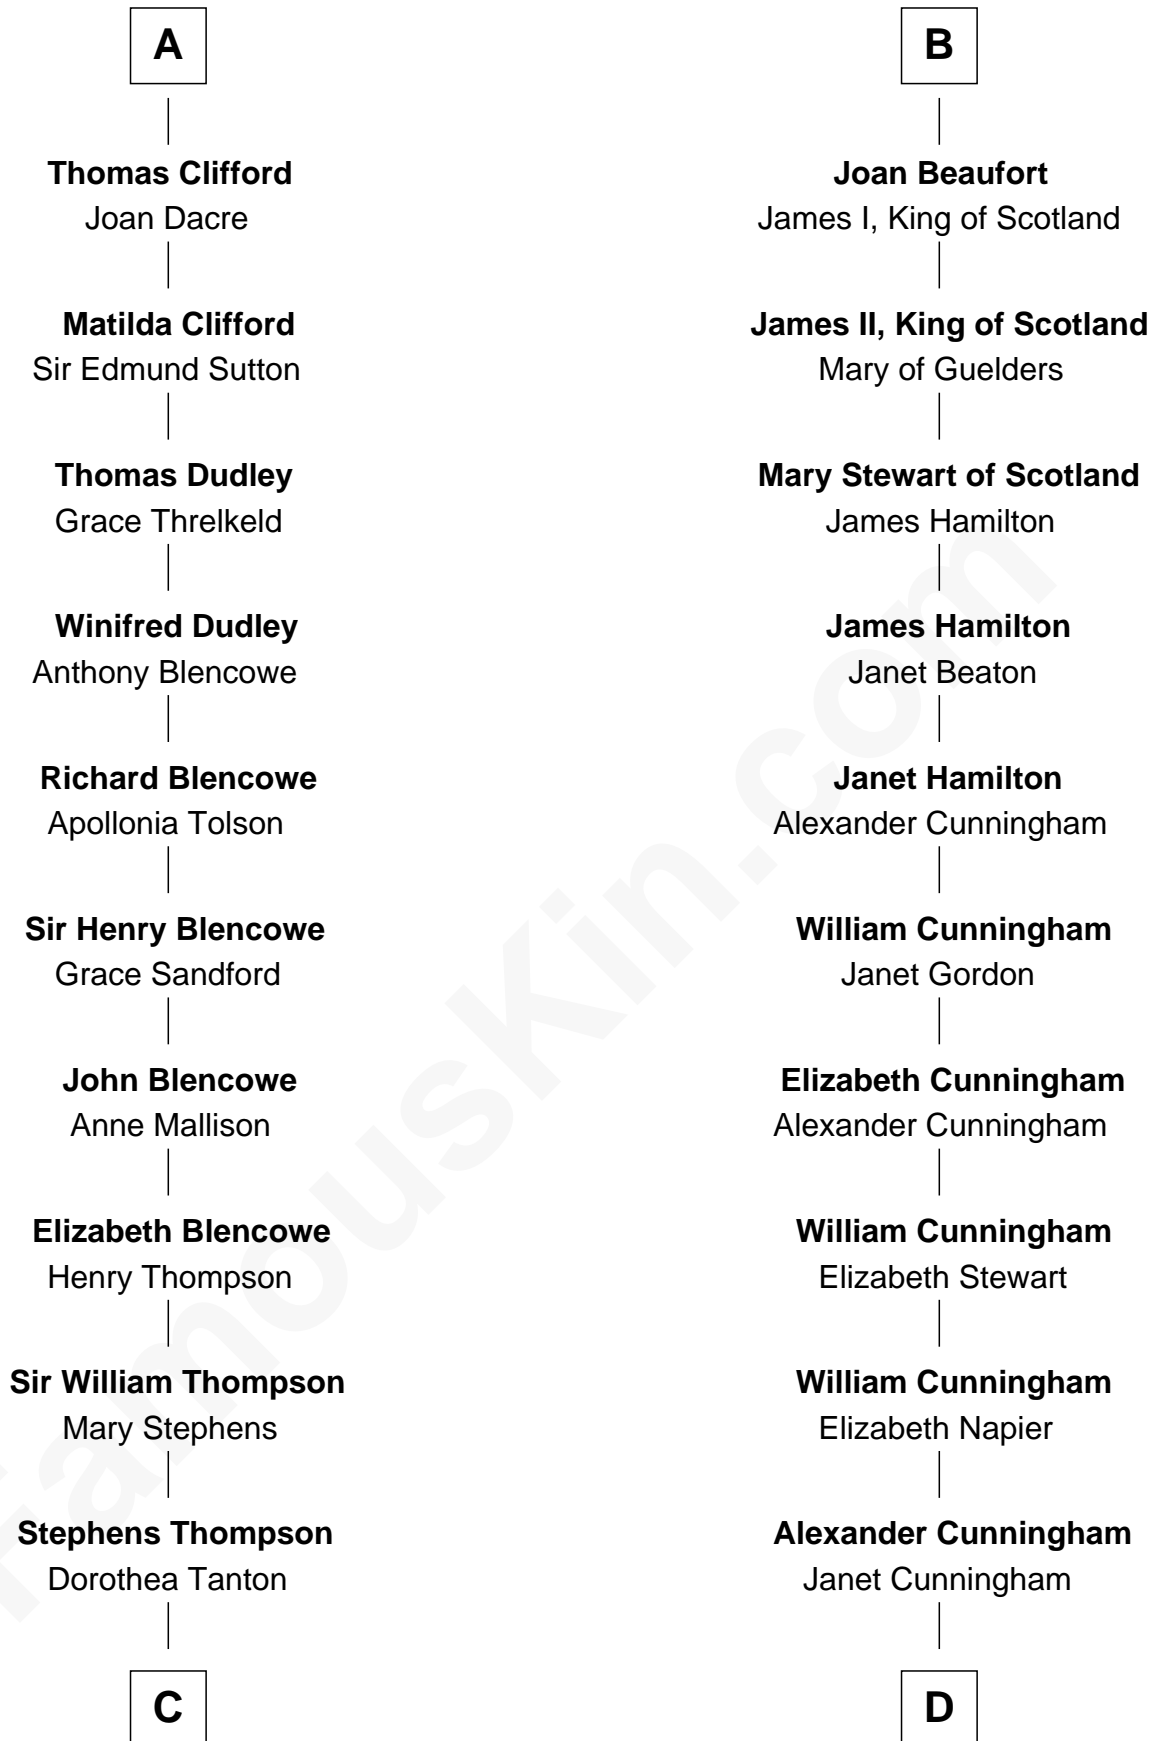 A
Thomas Clifford
Joan Dacre
Matilda Clifford
Sir Edmund Sutton
Thomas Dudley
Grace Threlkeld
Winifred Dudley
Anthony Blencowe
Richard Blencowe
Apollonia Tolson
Sir Henry Blencowe
Grace Sandford
John Blencowe
Anne Mallison
Elizabeth Blencowe
Henry Thompson
Sir William Thompson
Mary Stephens
Stephens Thompson
Dorothea Tanton
C
B
Joan Beaufort
James I, King of Scotland
James II, King of Scotland
Mary of Guelders
Mary Stewart of Scotland
James Hamilton
James Hamilton
Janet Beaton
Janet Hamilton
Alexander Cunningham
William Cunningham
Janet Gordon
Elizabeth Cunningham
Alexander Cunningham
William Cunningham
Elizabeth Stewart
William Cunningham
Elizabeth Napier
Alexander Cunningham
Janet Cunningham
D
FamousKin.com